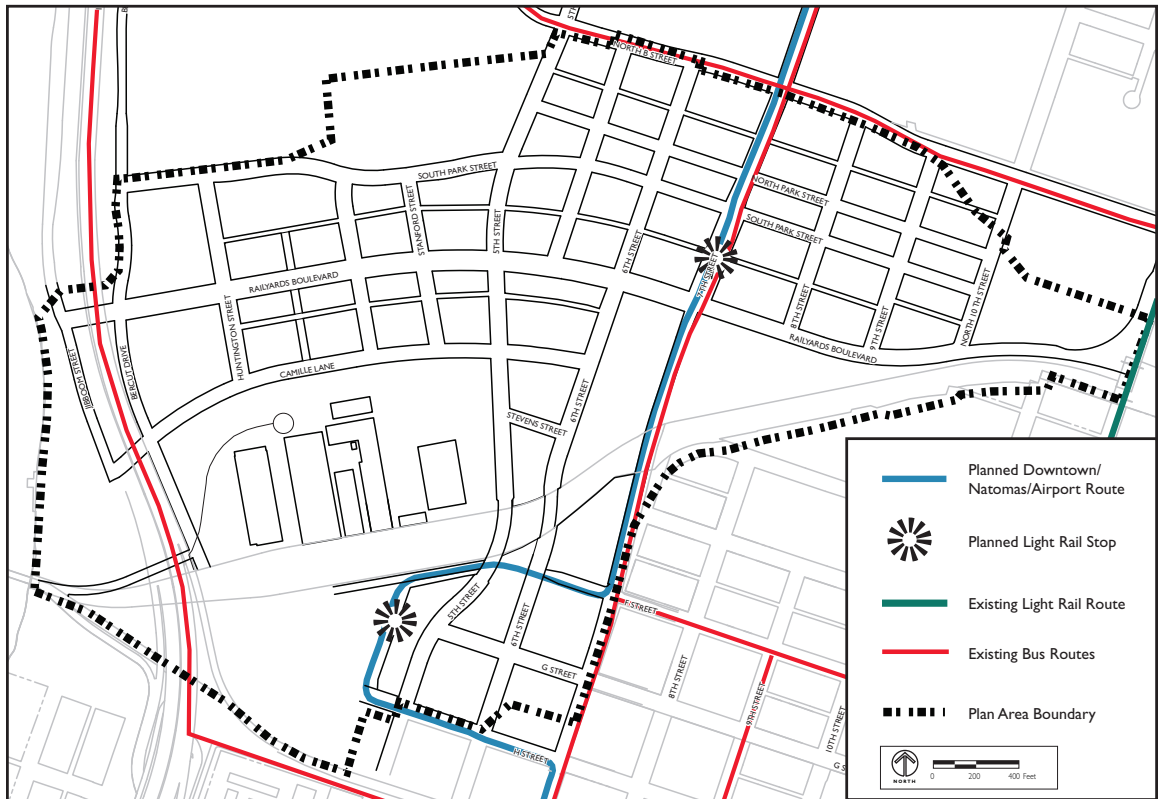 5TH
NORTH B STREET
SOUTH PARK STREET
STANFORD STREET
5TH STREET
6TH STREET
NORTH PARK STREET
SOUTH PARK STREET
7TH STREET
RAILYARDS BOULEVARD
HUNTINGTON STREET
8TH STREET
9TH STREET
NORTH 10TH STREET
RAILYARDS BOULEVARD
JIBBOOM STREET
BERCUT DRIVE
CAMILLE LANE
6TH STREET
STEVENS STREET
5TH STREET
6TH STREET
F STREET
G STREET
8TH STREET
9TH STREET
10TH STREET
H STREET
Planned Downtown/
Natomas/Airport Route
Planned Light Rail Stop
Existing Light Rail Route
Existing Bus Routes
Plan Area Boundary
NORTH
0 200 400 Feet